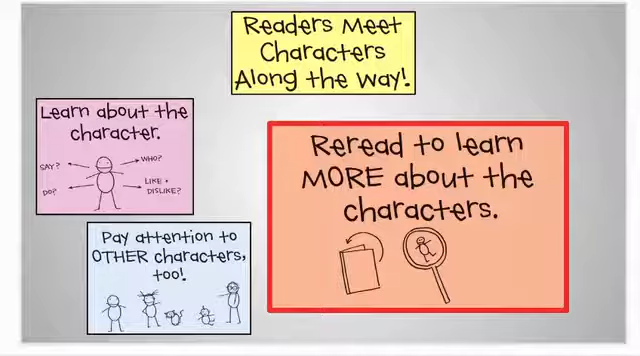 Readers Meet
Characters
Along the Way!
Learn about the
character.
SAY?
WHO?
DO?
LIKE +
DISLIKE?
Pay attention to
OTHER characters,
too!
Reread to learn
MORE about the
characters.